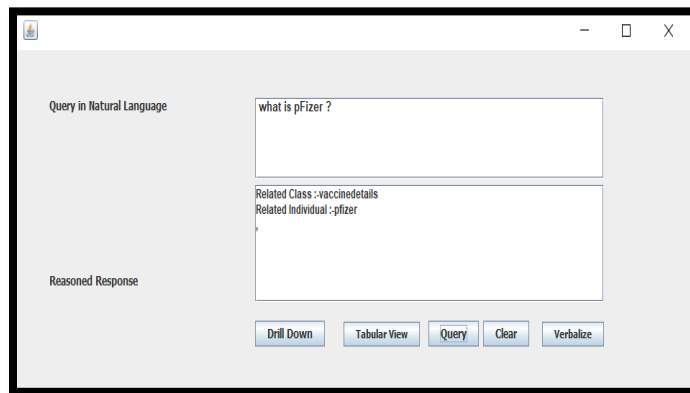 Query in Natural Language
what is pFizer ?
Related Class :-vaccinedetails
Related Individual :-pfizer
,
Reasoned Response
Drill Down
Tabular View
Query
Clear
Verbalize